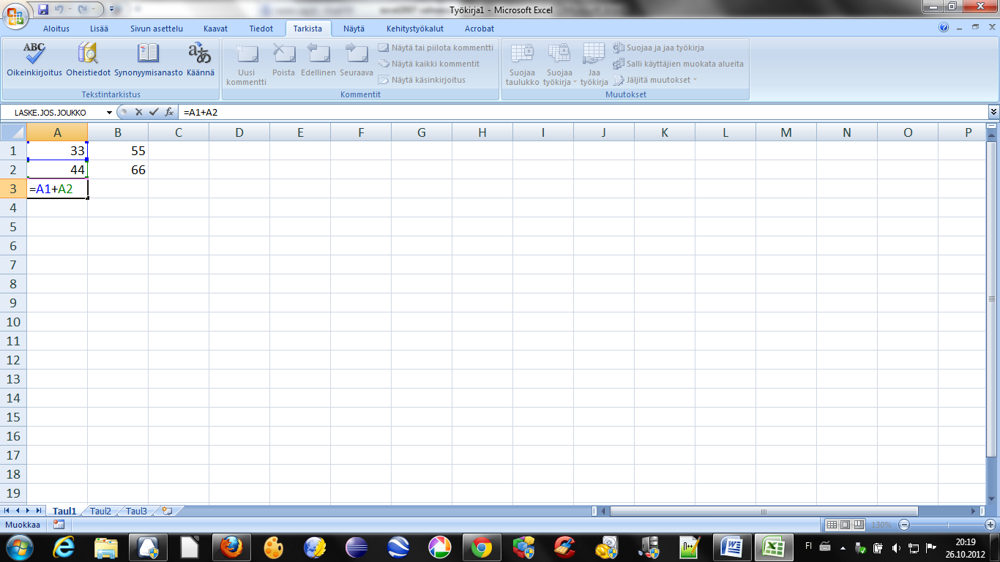 Työkirja1 - Microsoft Excel
Aloitus Lisää Sivun asettelu Kaavat Tiedot Tarkista Näytä Kehitystyökalut Acrobat
ABC
Oikeinkirjoitus Oheistiedot Synonyymisanasto Käännä
Tekstintarkistus
Uusi kommentti Poista Edellinen Seuraava
Näytä tai piilota kommentti
Näytä kaikki kommentit
Näytä käsinkirjoitus
Kommentit
Suojaa taulukko Suojaa työkirja Jaa työkirja
Suojaa ja jaa työkirja
Salli käyttäjien muokata alueita
Jäljitä muutokset
Muutokset
LASKE.JOS.JOUKKO fx =A1+A2
A B C D E F G H I J K L M N O P
1 33 55
2 44 66
3 =A1+A2
4
5
6
7
8
9
10
11
12
13
14
15
16
17
18
19
Taul1 Taul2 Taul3
Muokkaa 130%
FI 20:19
26.10.2012